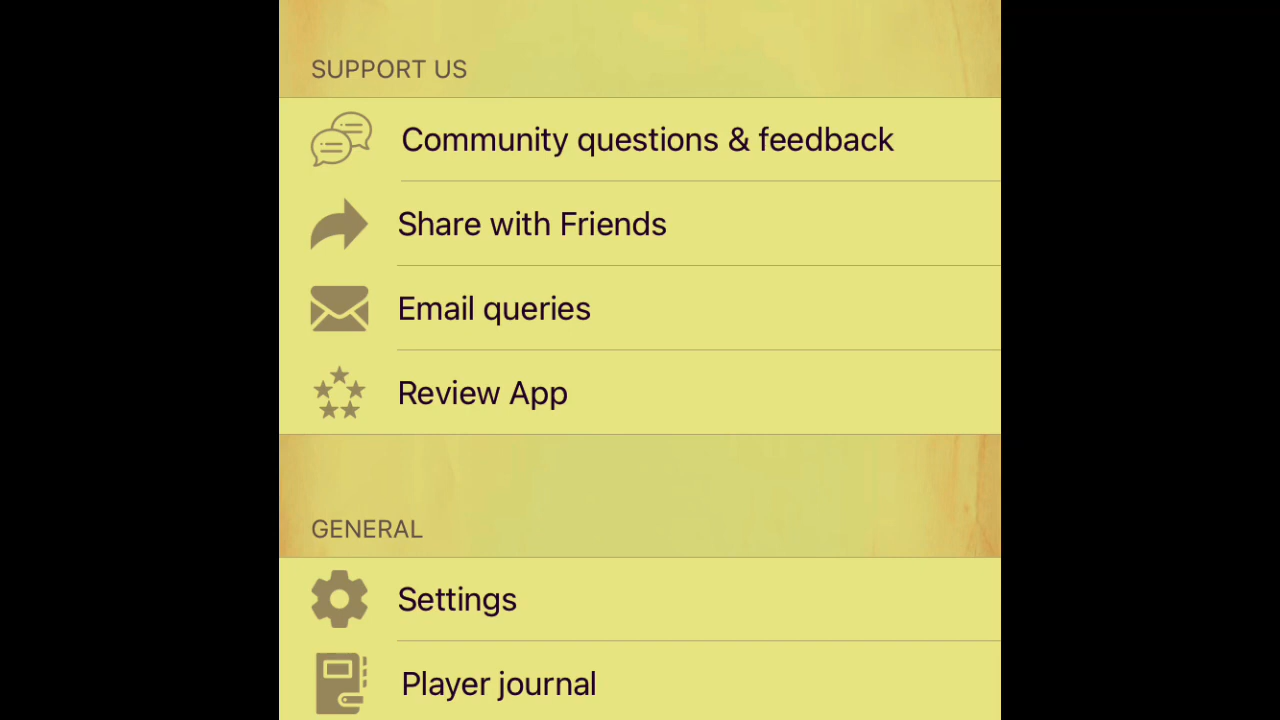 SUPPORT US
Community questions & feedback
Share with Friends
Email queries
Review App
GENERAL
Settings
Player journal